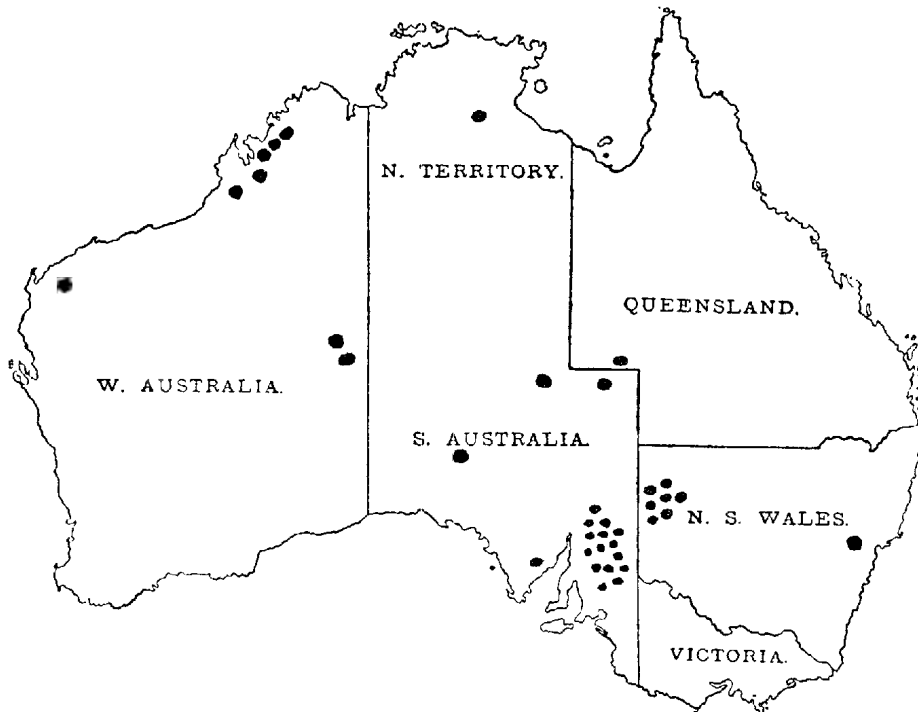 N. TERRITORY.
QUEENSLAND.
W. AUSTRALIA.
S. AUSTRALIA.
N. S. WALES.
VICTORIA.